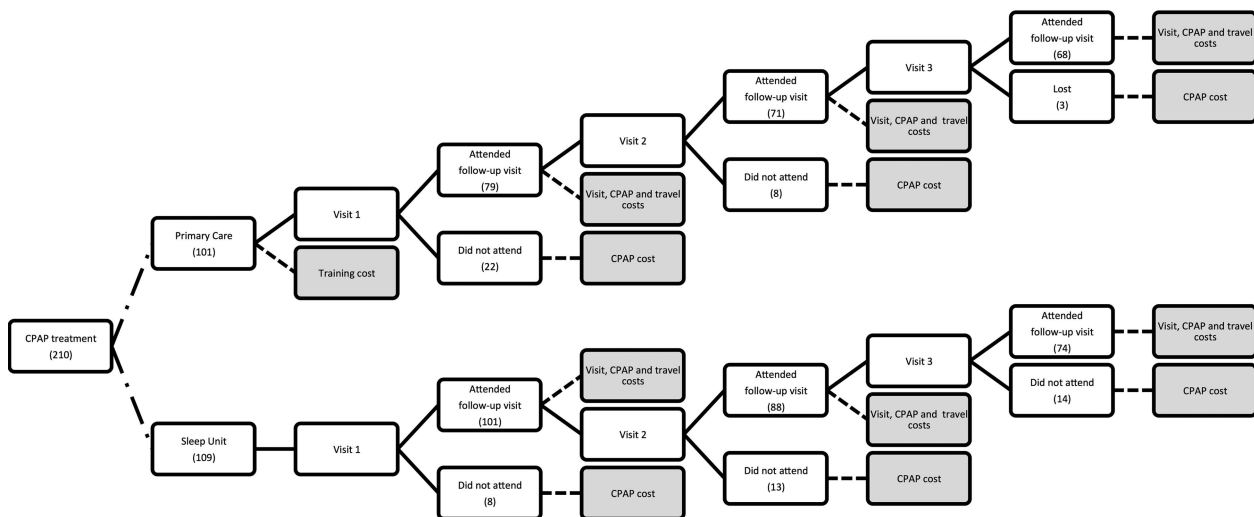 CPAP treatment
(210)
Primary Care
(101)
Visit 1
Training cost
Attended
follow-up visit
(79)
Did not attend
(22)
Visit 2
Visit, CPAP and travel
costs
CPAP cost
Attended
follow-up visit
(71)
Did not attend
(8)
Visit 3
Visit, CPAP and travel
costs
CPAP cost
Attended
follow-up visit
(68)
Lost
(3)
Visit, CPAP and travel
costs
CPAP cost
Sleep Unit
(109)
Visit 1
Attended
follow-up visit
(101)
Did not attend
(8)
Visit, CPAP and travel
costs
Visit 2
CPAP cost
Attended
follow-up visit
(88)
Did not attend
(13)
Visit 3
Visit, CPAP and travel
costs
CPAP cost
Attended
follow-up visit
(74)
Did not attend
(14)
Visit, CPAP and travel
costs
CPAP cost